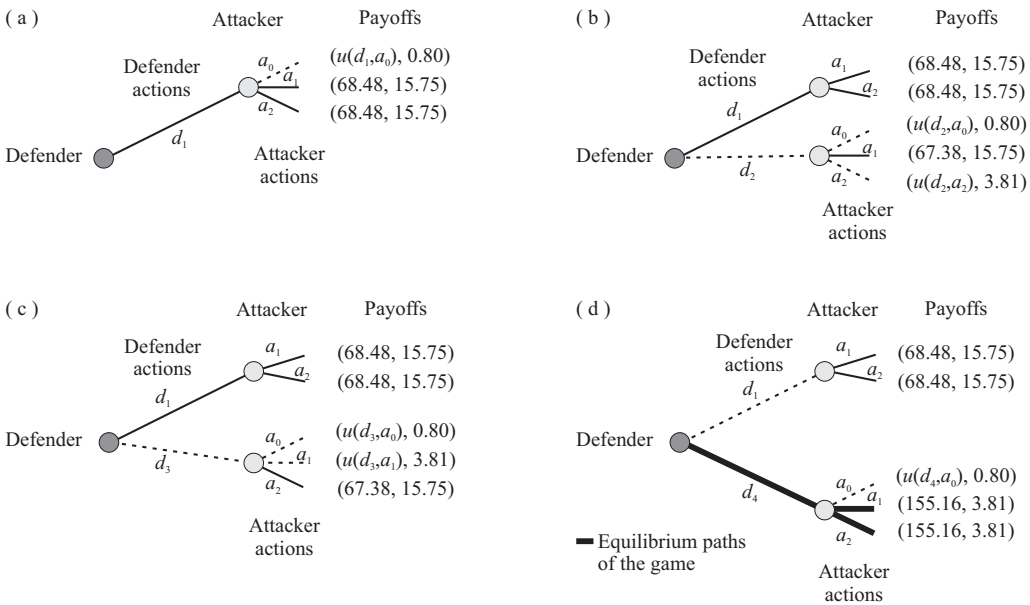 ( a )
Attacker
Payoffs
Defender
actions
a₀
a₁
a₂
(u(d₁,a₀), 0.80)
(68.48, 15.75)
(68.48, 15.75)
d₁
Defender
Attacker
actions
( b )
Attacker
Payoffs
Defender
actions
a₁
a₂
(68.48, 15.75)
(68.48, 15.75)
d₁
Defender
d₂
a₀
a₁
a₂
(u(d₂,a₀), 0.80)
(67.38, 15.75)
(u(d₂,a₂), 3.81)
Attacker
actions
( c )
Attacker
Payoffs
Defender
actions
a₁
a₂
(68.48, 15.75)
(68.48, 15.75)
d₁
Defender
d₃
a₀
a₁
a₂
(u(d₃,a₀), 0.80)
(u(d₃,a₁), 3.81)
(67.38, 15.75)
Attacker
actions
( d )
Attacker
Payoffs
Defender
actions
a₁
a₂
(68.48, 15.75)
(68.48, 15.75)
d₁
Defender
d₄
a₀
a₁
a₂
(u(d₄,a₀), 0.80)
(155.16, 3.81)
(155.16, 3.81)
Equilibrium paths
of the game
Attacker
actions